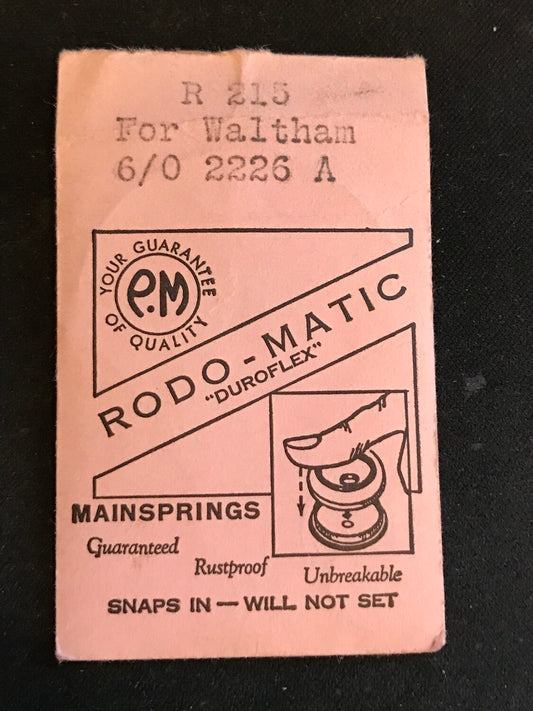 R 215
For Waltham
6/0 2226 A
YOUR GUARANTEE
OF QUALITY
P.M
RODO-MATIC
"DUROFLEX"
MAINSPRINGS
Guaranteed
Rustproof
Unbreakable
SNAPS IN — WILL NOT SET